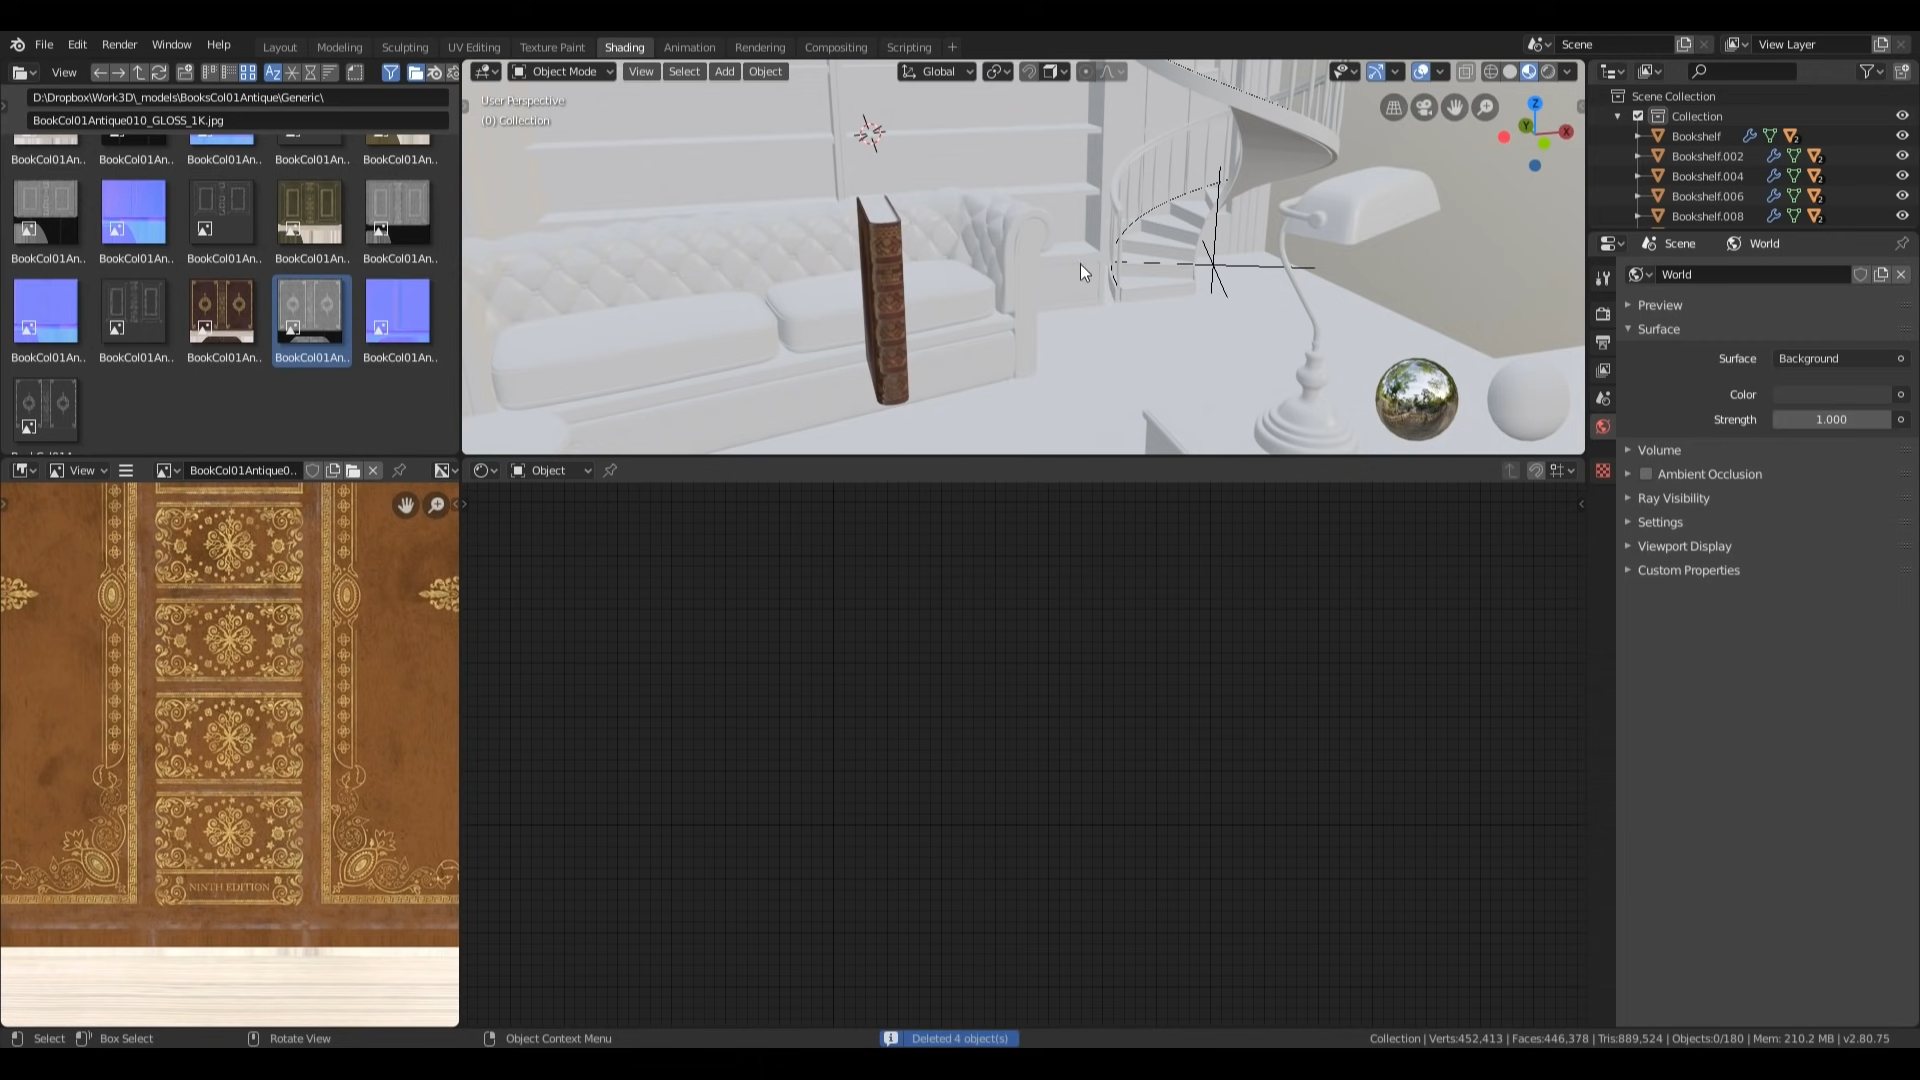 File Edit Render Window Help Layout Modeling Sculpting UV Editing Texture Paint Shading Animation Rendering Compositing Scripting + Scene View Layer
View
D:\Dropbox\Work3D\_models\BooksCol01Antique\Generic\
BookCol01Antique010_GLOSS_1K.jpg
BookCol01An.. BookCol01An.. BookCol01An.. BookCol01An.. BookCol01An..
BookCol01An.. BookCol01An.. BookCol01An.. BookCol01An.. BookCol01An..
BookCol01An.. BookCol01An.. BookCol01An.. BookCol01An.. BookCol01An..
Object Mode View Select Add Object Global
User Perspective
(0) Collection
Z
Y
X
Scene Collection
Collection
Bookshelf 2
Bookshelf.002 2
Bookshelf.004 2
Bookshelf.006 2
Bookshelf.008 2
Scene World
World
Preview
Surface
Surface Background
Color
Strength 1.000
Volume
Ambient Occlusion
Ray Visibility
Settings
Viewport Display
Custom Properties
View BookCol01Antique0..
Object
NINTH EDITION
Select Box Select Rotate View Object Context Menu Deleted 4 object(s) Collection | Verts:452,413 | Faces:446,378 | Tris:889,524 | Objects:0/180 | Mem: 210.2 MB | v2.80.75